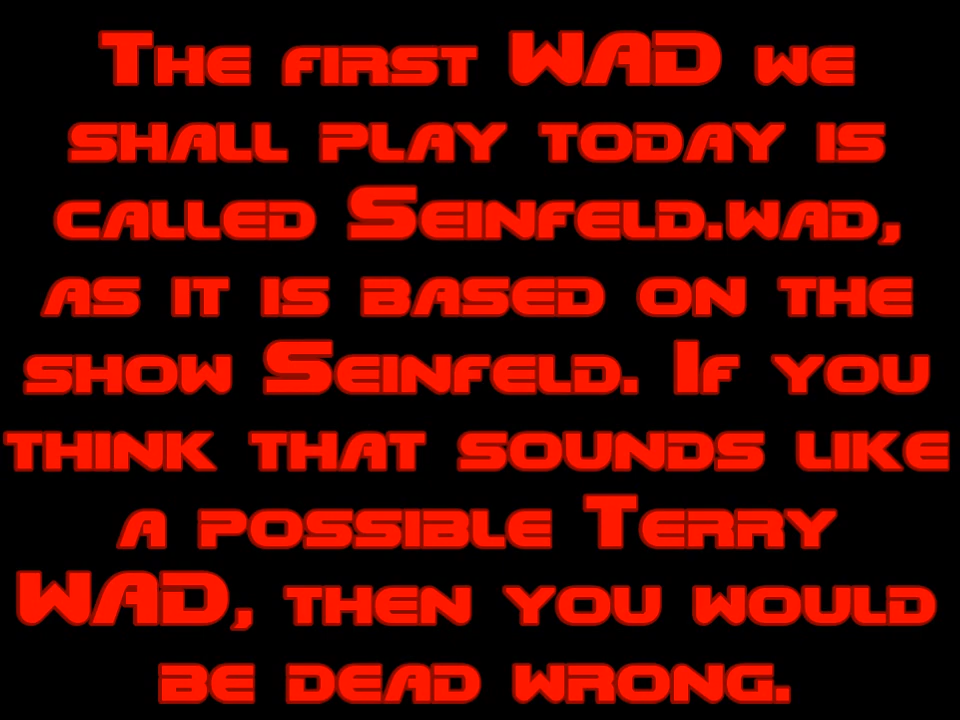 The first WAD we
shall play today is
called Seinfeld.wad,
as it is based on the
show Seinfeld. If you
think that sounds like
a possible Terry
WAD, then you would
be dead wrong.